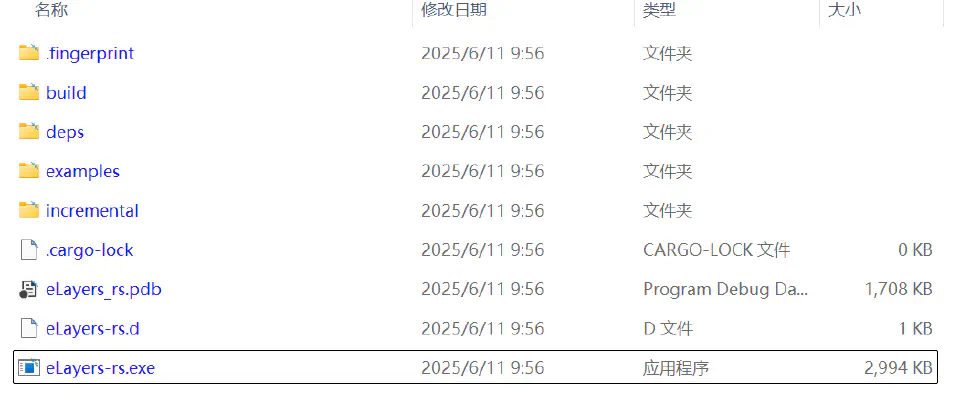 名称 修改日期 类型 大小
.fingerprint 2025/6/11 9:56 文件夹
build 2025/6/11 9:56 文件夹
deps 2025/6/11 9:56 文件夹
examples 2025/6/11 9:56 文件夹
incremental 2025/6/11 9:56 文件夹
.cargo-lock 2025/6/11 9:56 CARGO-LOCK 文件 0 KB
eLayers_rs.pdb 2025/6/11 9:56 Program Debug Da... 1,708 KB
eLayers-rs.d 2025/6/11 9:56 D 文件 1 KB
eLayers-rs.exe 2025/6/11 9:56 应用程序 2,994 KB